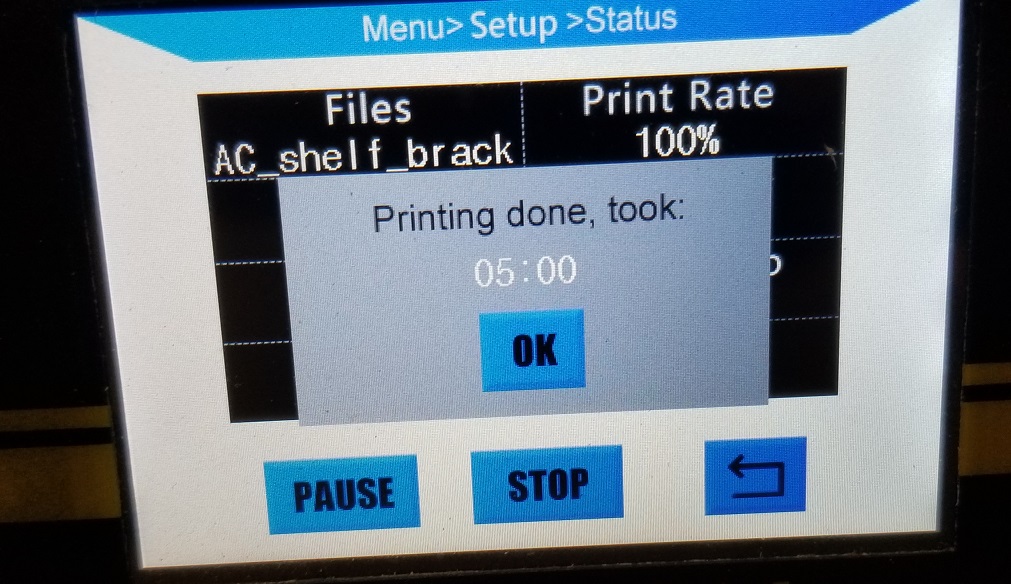 Menu> Setup >Status
Files
Print Rate
AC_shelf_brack
100%
Printing done, took:
05:00
OK
PAUSE
STOP